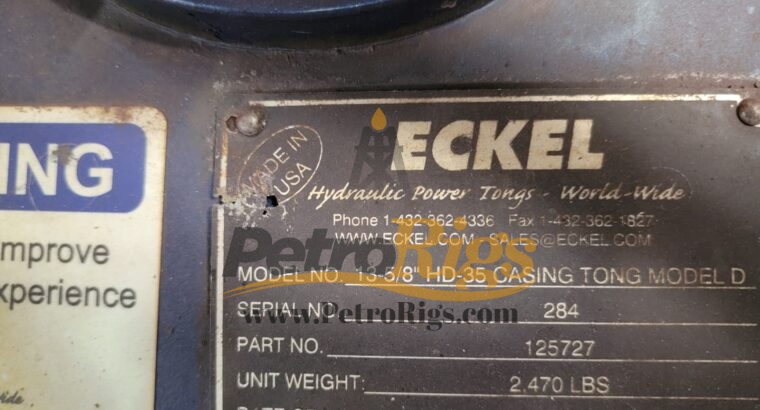 NING
mprove
xperience
MADE IN
USA
ECKEL
Hydraulic Power Tongs - World-Wide
Phone 1-432-362-4336 Fax 1-432-362-1827
WWW.ECKEL.COM SALES@ECKEL.COM
PetroRigs
MODEL NO. 13-5/8" HD-35 CASING TONG MODEL D
SERIAL NO. 284
www.PetroRigs.com
PART NO. 125727
UNIT WEIGHT: 2,470 LBS